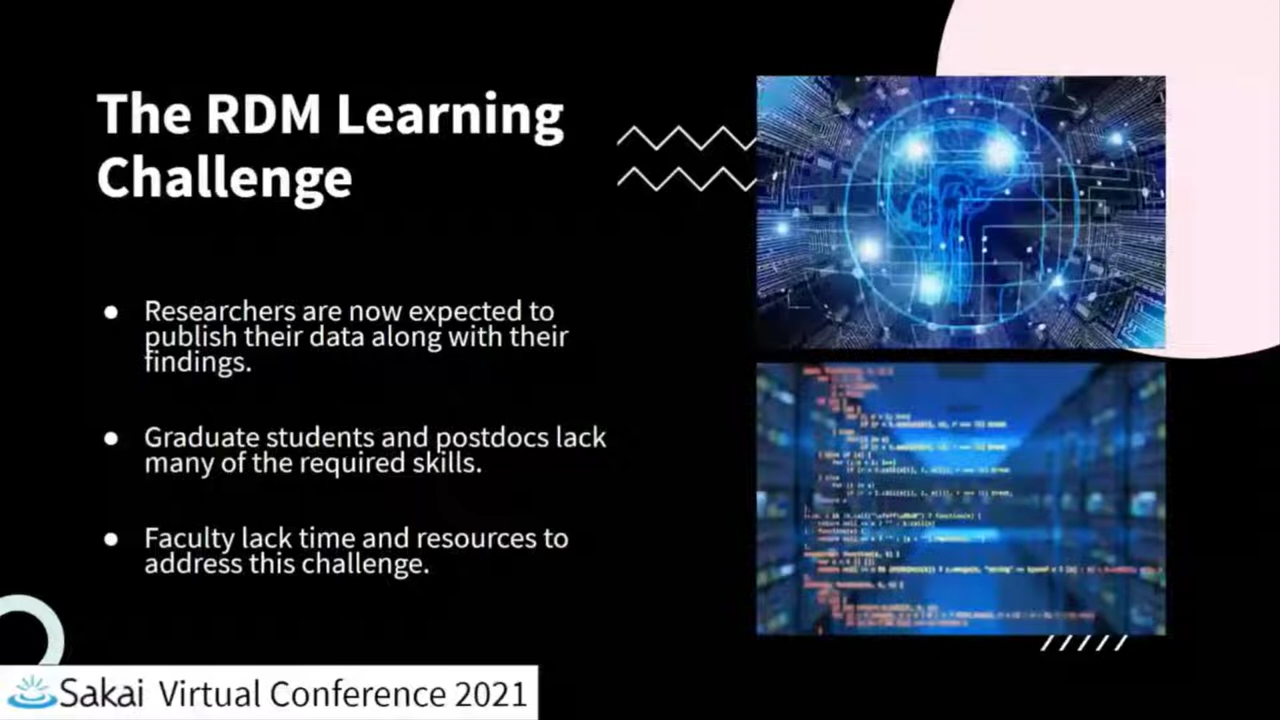 The RDM Learning
Challenge
● Researchers are now expected to
publish their data along with their
findings.
● Graduate students and postdocs lack
many of the required skills.
● Faculty lack time and resources to
address this challenge.
Sakai Virtual Conference 2021